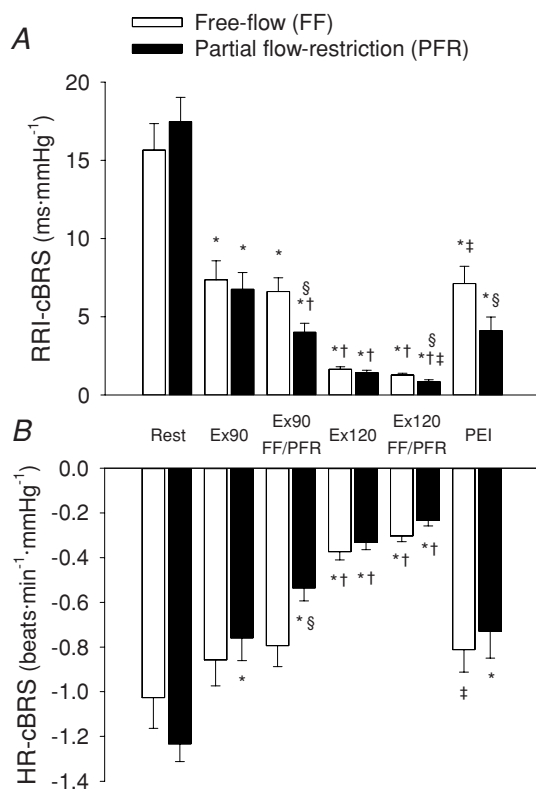 Free-flow (FF)
Partial flow-restriction (PFR)
A
RRI-cBRS (ms·mmHg⁻¹)
20
15
10
5
0
* * * § *† *† *† *† § *†‡ *‡ *§
B
Rest Ex90 Ex90 FF/PFR Ex120 Ex120 FF/PFR PEI
HR-cBRS (beats·min⁻¹·mmHg⁻¹)
0.0
-0.2
-0.4
-0.6
-0.8
-1.0
-1.2
-1.4
* *§ *† *† *† *† ‡ *